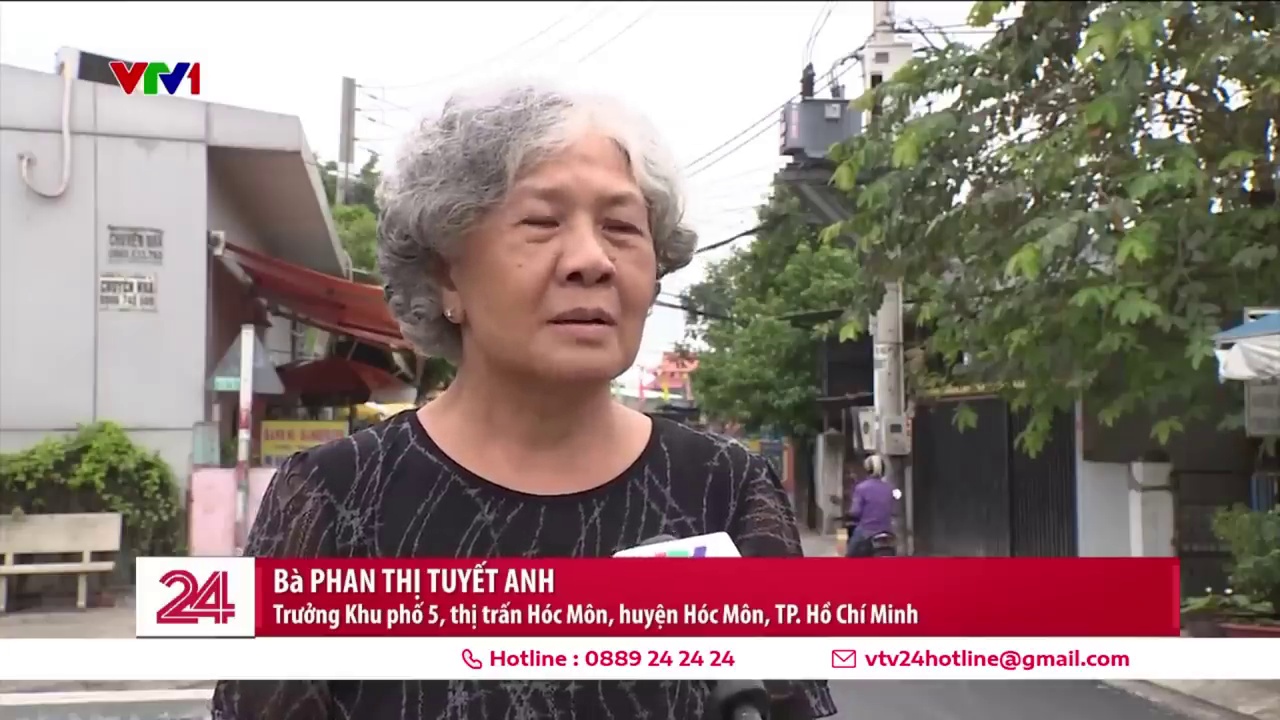 VTV1
CHUYỂN NHÀ
CHUYỂN NHÀ
24
Bà PHAN THỊ TUYẾT ANH
Trưởng Khu phố 5, thị trấn Hóc Môn, huyện Hóc Môn, TP. Hồ Chí Minh
Hotline : 0889 24 24 24
vtv24hotline@gmail.com